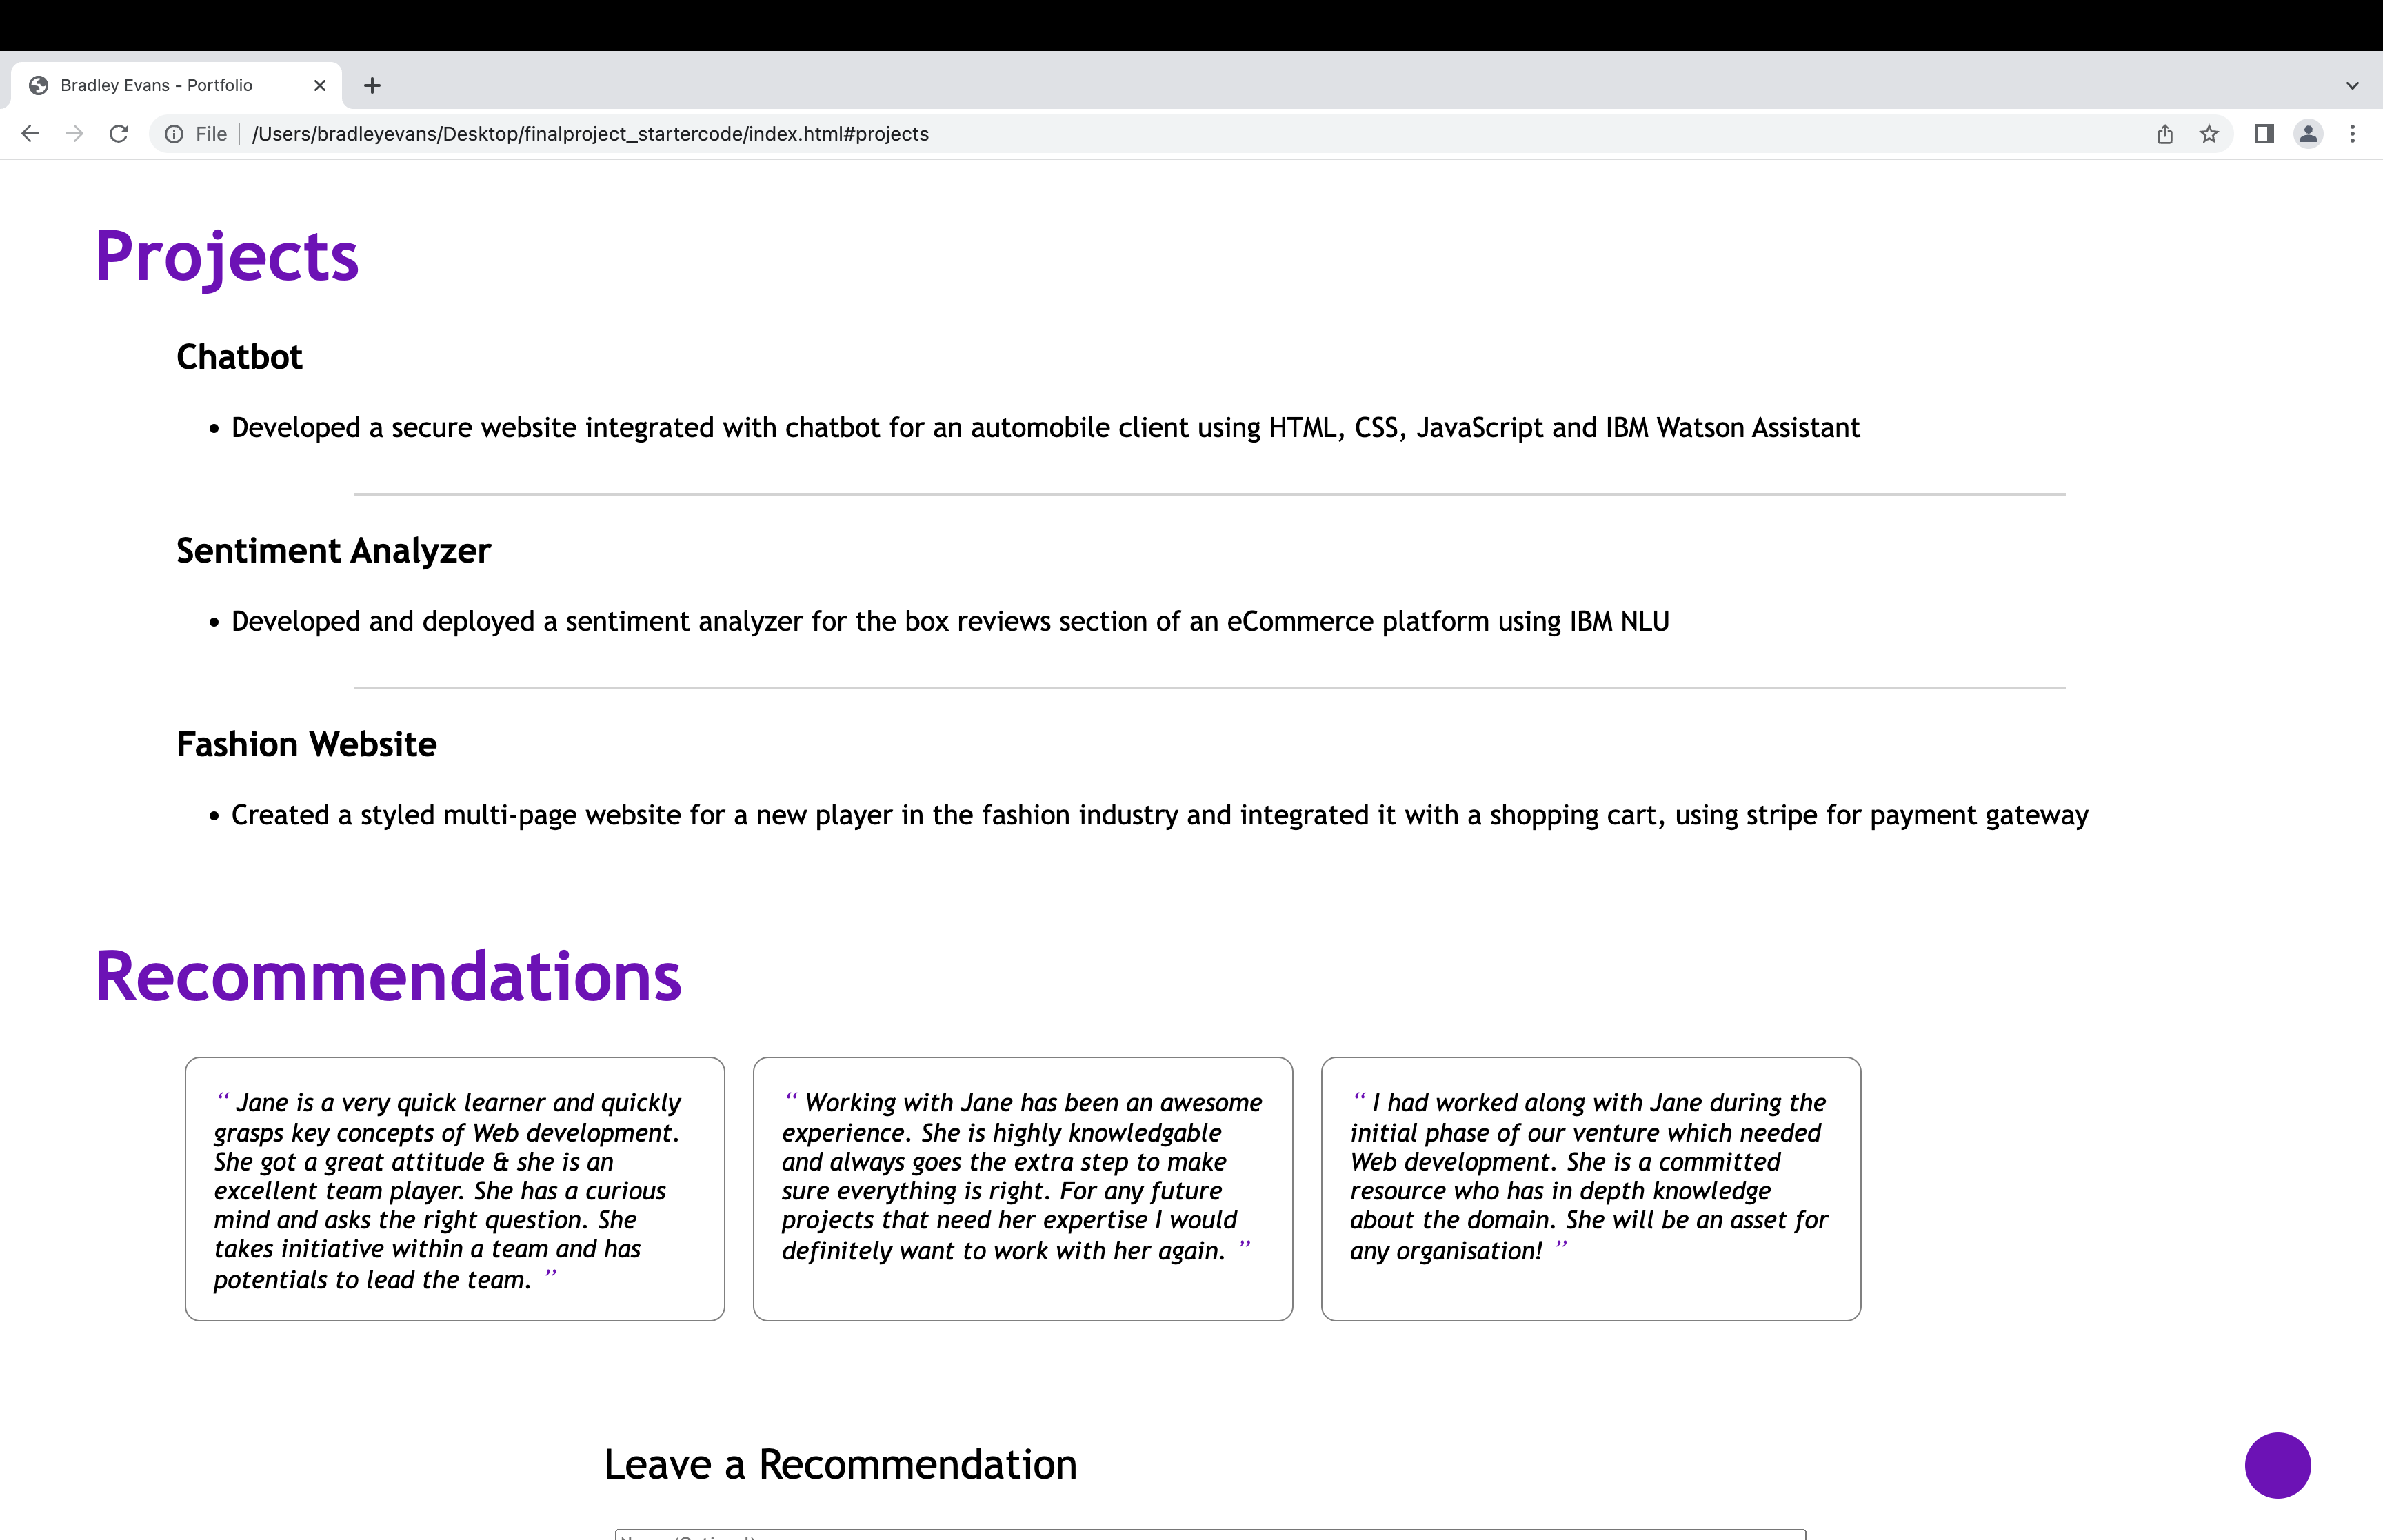 Bradley Evans - Portfolio
File /Users/bradleyevans/Desktop/finalproject_startercode/index.html#projects
Projects
Chatbot
• Developed a secure website integrated with chatbot for an automobile client using HTML, CSS, JavaScript and IBM Watson Assistant
Sentiment Analyzer
• Developed and deployed a sentiment analyzer for the box reviews section of an eCommerce platform using IBM NLU
Fashion Website
• Created a styled multi-page website for a new player in the fashion industry and integrated it with a shopping cart, using stripe for payment gateway
Recommendations
“ Jane is a very quick learner and quickly
grasps key concepts of Web development.
She got a great attitude & she is an
excellent team player. She has a curious
mind and asks the right question. She
takes initiative within a team and has
potentials to lead the team. ”
“ Working with Jane has been an awesome
experience. She is highly knowledgable
and always goes the extra step to make
sure everything is right. For any future
projects that need her expertise I would
definitely want to work with her again. ”
“ I had worked along with Jane during the
initial phase of our venture which needed
Web development. She is a committed
resource who has in depth knowledge
about the domain. She will be an asset for
any organisation! ”
Leave a Recommendation